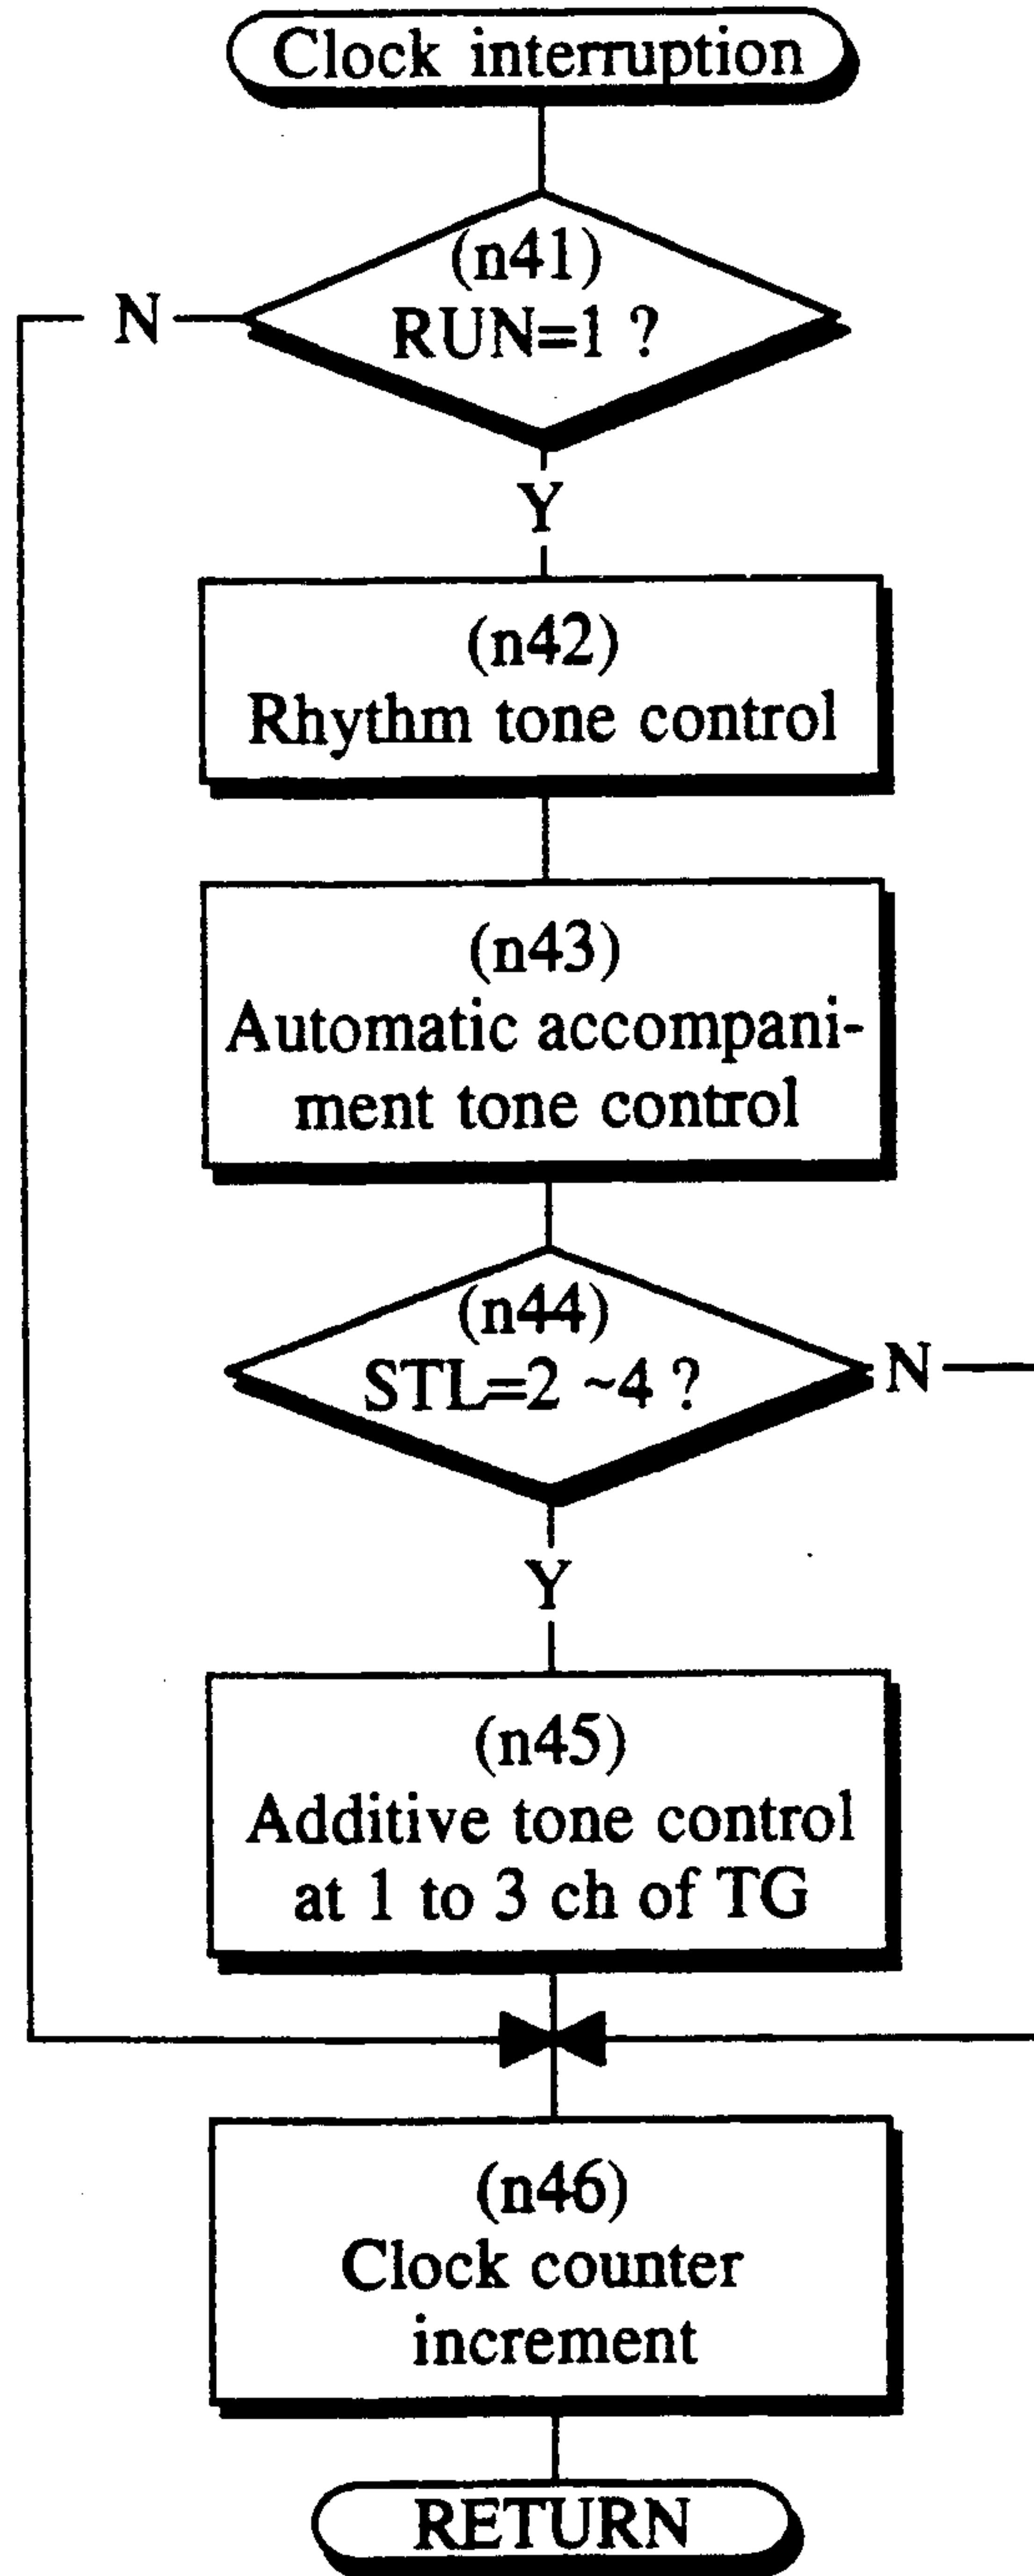 Clock interruption
(n41)
N
RUN=1 ?
Y
(n42)
Rhythm tone control
(n43)
Automatic accompani-
ment tone control
(n44)
STL=2 ~4 ?
N
Y
(n45)
Additive tone control
at 1 to 3 ch of TG
(n46)
Clock counter
increment
RETURN